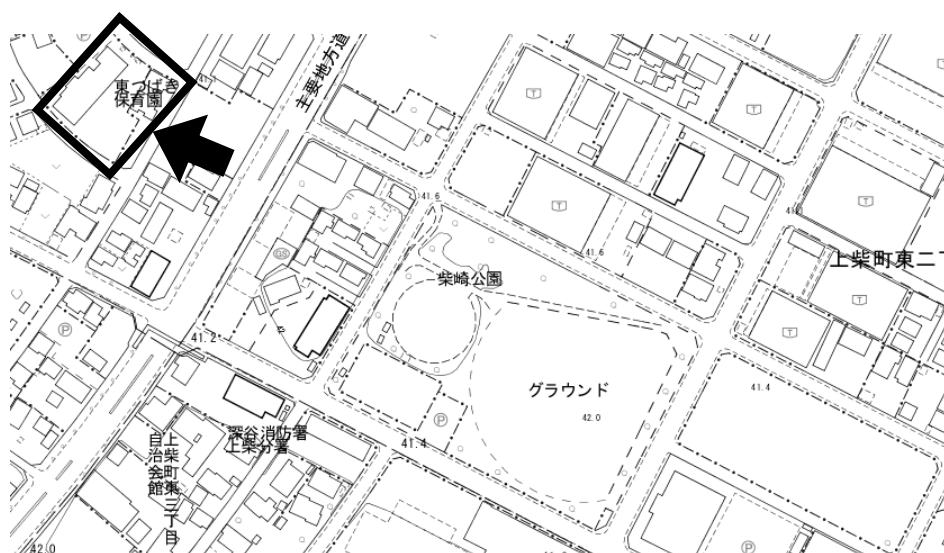 東つばき
保育園
主要地方道
41.6
41.6
柴崎公園
上柴町東二丁
GS
P
41.2
グラウンド
42.0
41.4
P
深谷消防署
上柴分署
41.4
上柴町東三丁目
自治会館
P
42.0
P
T
T
T
T
T
T